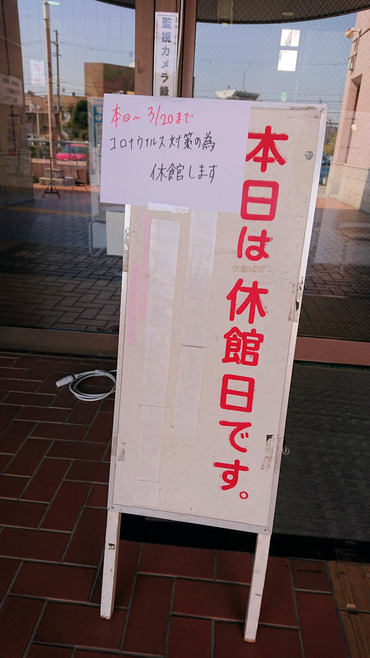 監視カメラ録
本日～3/20まで
コロナウイルス対策の為
休館します
本日は休館日です。